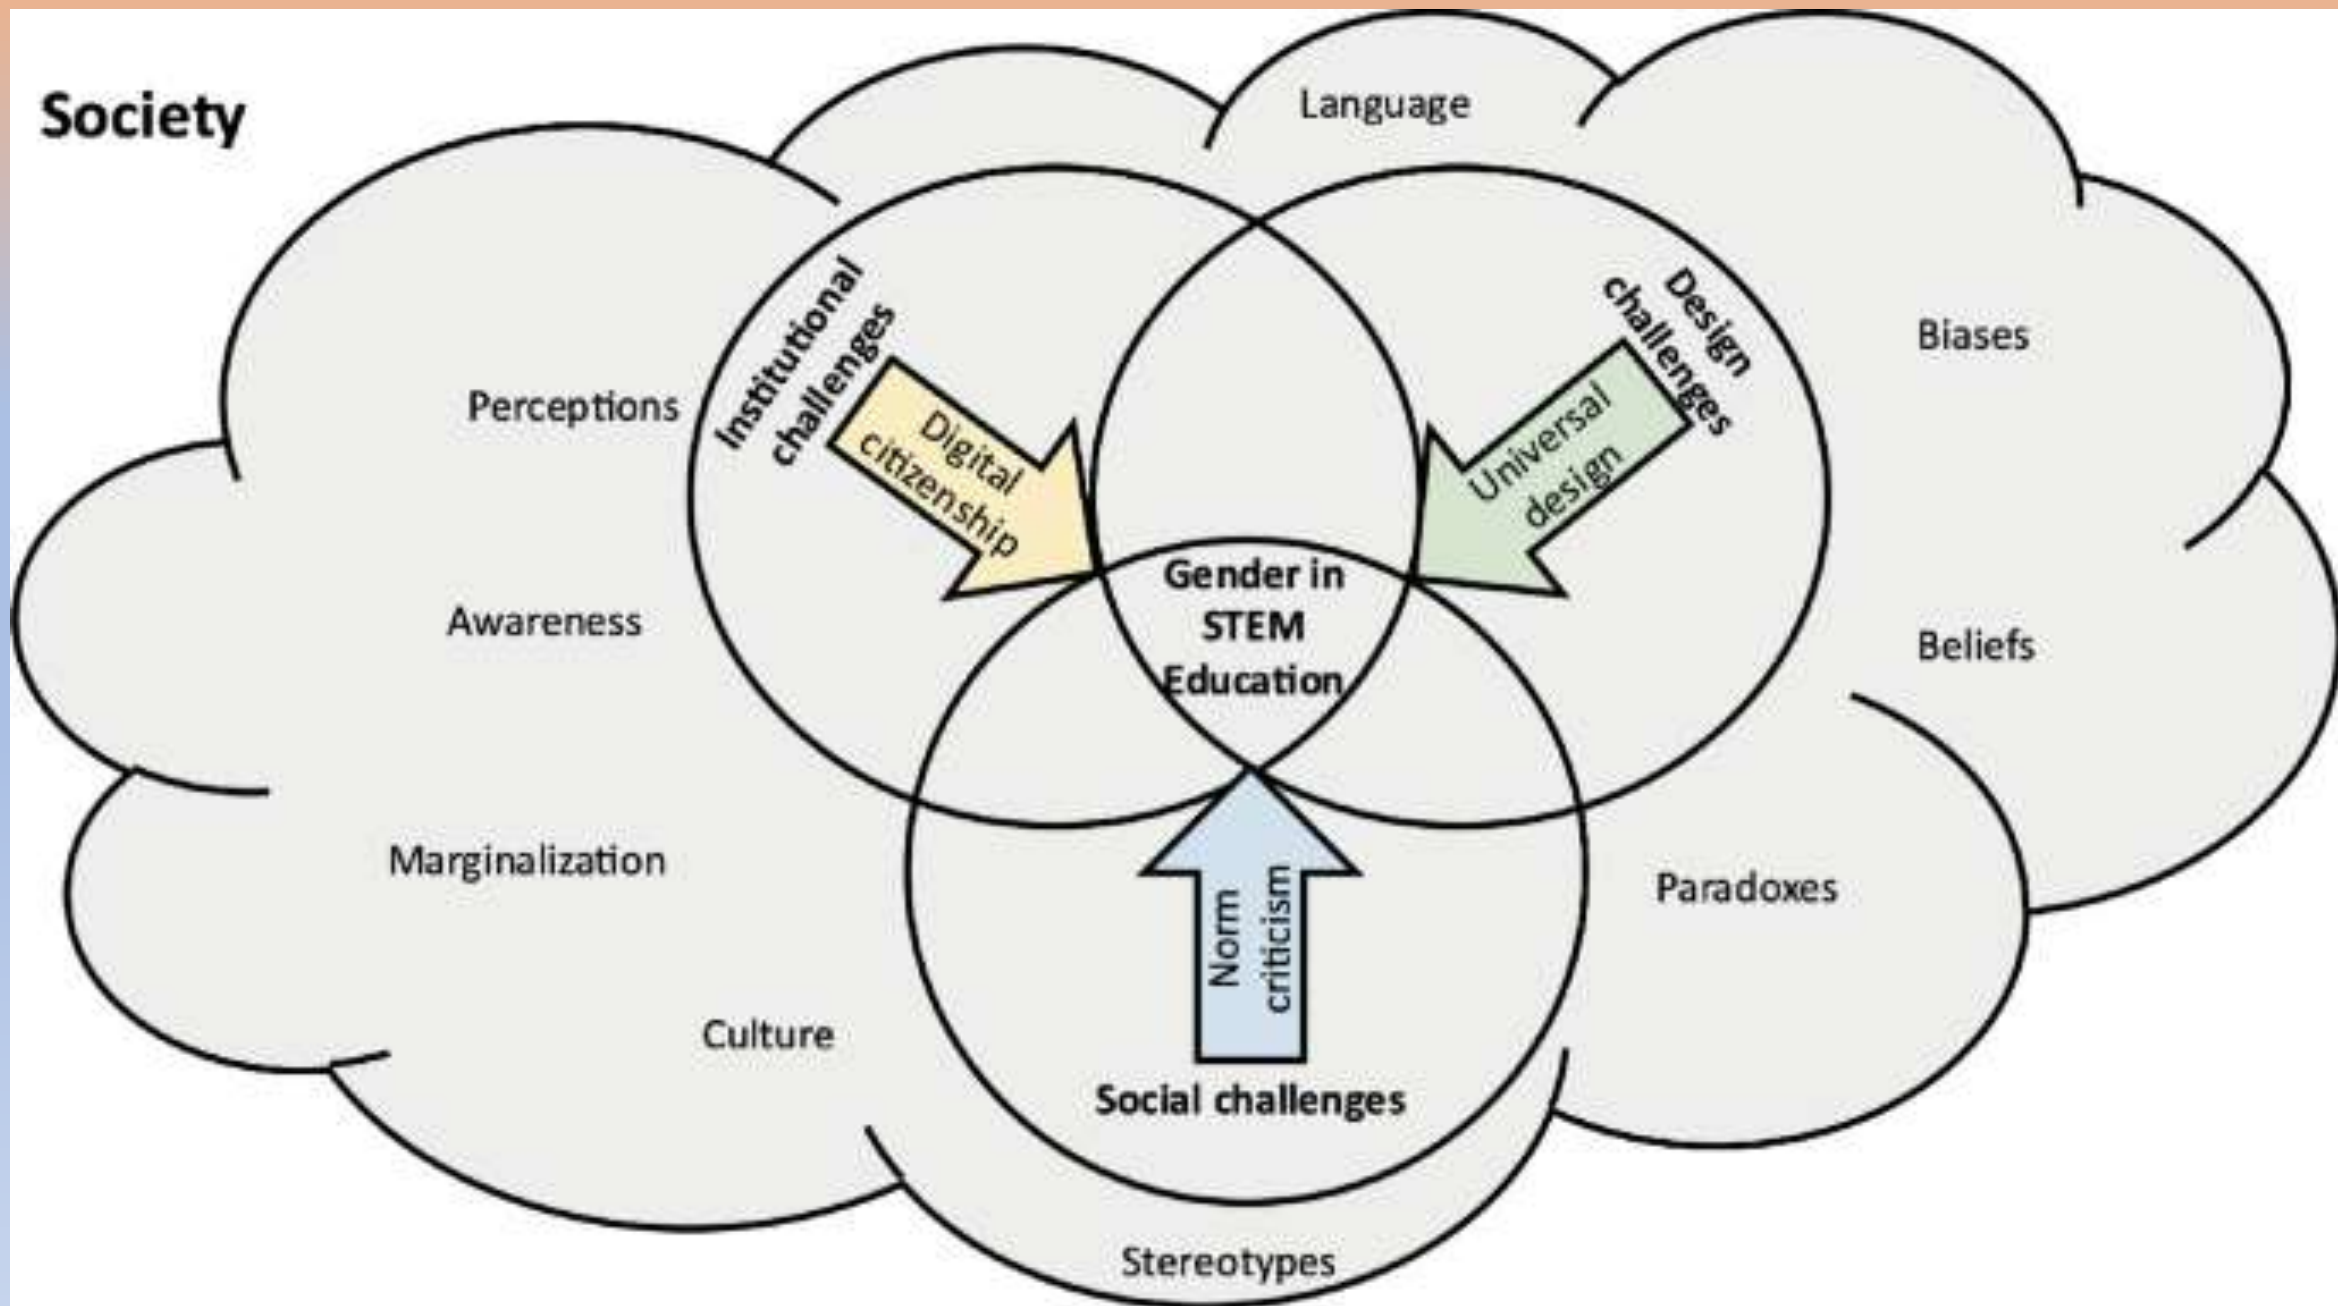 Society
Language
Institutional
challenges
Digital
citizenship
Design
challenges
Universal
design
Biases
Perceptions
Gender in
STEM
Education
Awareness
Beliefs
Marginalization
Paradoxes
Norm
criticism
Culture
Social challenges
Stereotypes